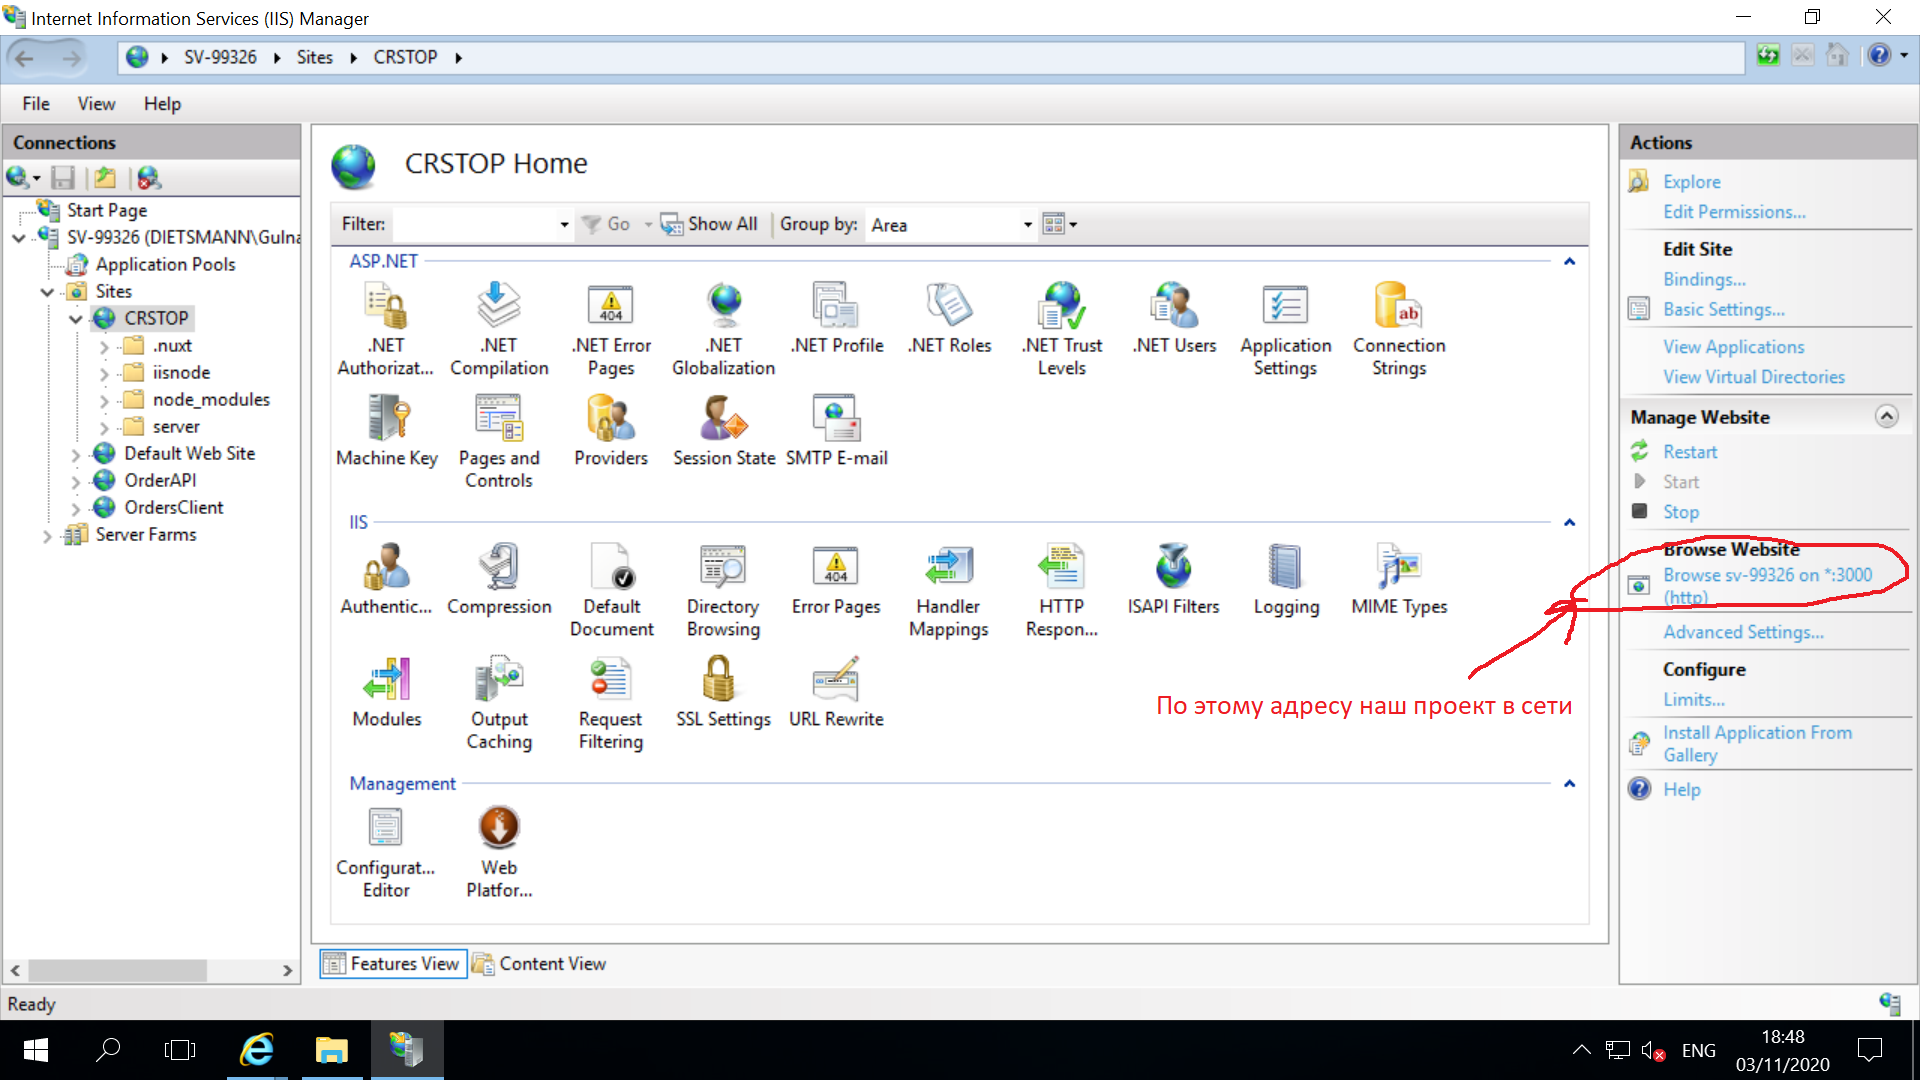 Internet Information Services (IIS) Manager
SV-99326 Sites CRSTOP
File View Help
Connections
Start Page
SV-99326 (DIETSMANN\Gulna
Application Pools
Sites
CRSTOP
.nuxt
iisnode
node_modules
server
Default Web Site
OrderAPI
OrdersClient
Server Farms
CRSTOP Home
Filter: Go Show All Group by: Area
ASP.NET
.NET Authorizat...
.NET Compilation
.NET Error Pages
.NET Globalization
.NET Profile
.NET Roles
.NET Trust Levels
.NET Users
Application Settings
Connection Strings
Machine Key
Pages and Controls
Providers
Session State
SMTP E-mail
IIS
Authentic...
Compression
Default Document
Directory Browsing
Error Pages
Handler Mappings
HTTP Respon...
ISAPI Filters
Logging
MIME Types
Modules
Output Caching
Request Filtering
SSL Settings
URL Rewrite
Management
Configurat... Editor
Web Platfor...
По этому адресу наш проект в сети
Features View Content View
Actions
Explore
Edit Permissions...
Edit Site
Bindings...
Basic Settings...
View Applications
View Virtual Directories
Manage Website
Restart
Start
Stop
Browse Website
Browse sv-99326 on *:3000
(http)
Advanced Settings...
Configure
Limits...
Install Application From
Gallery
Help
Ready
ENG
18:48
03/11/2020